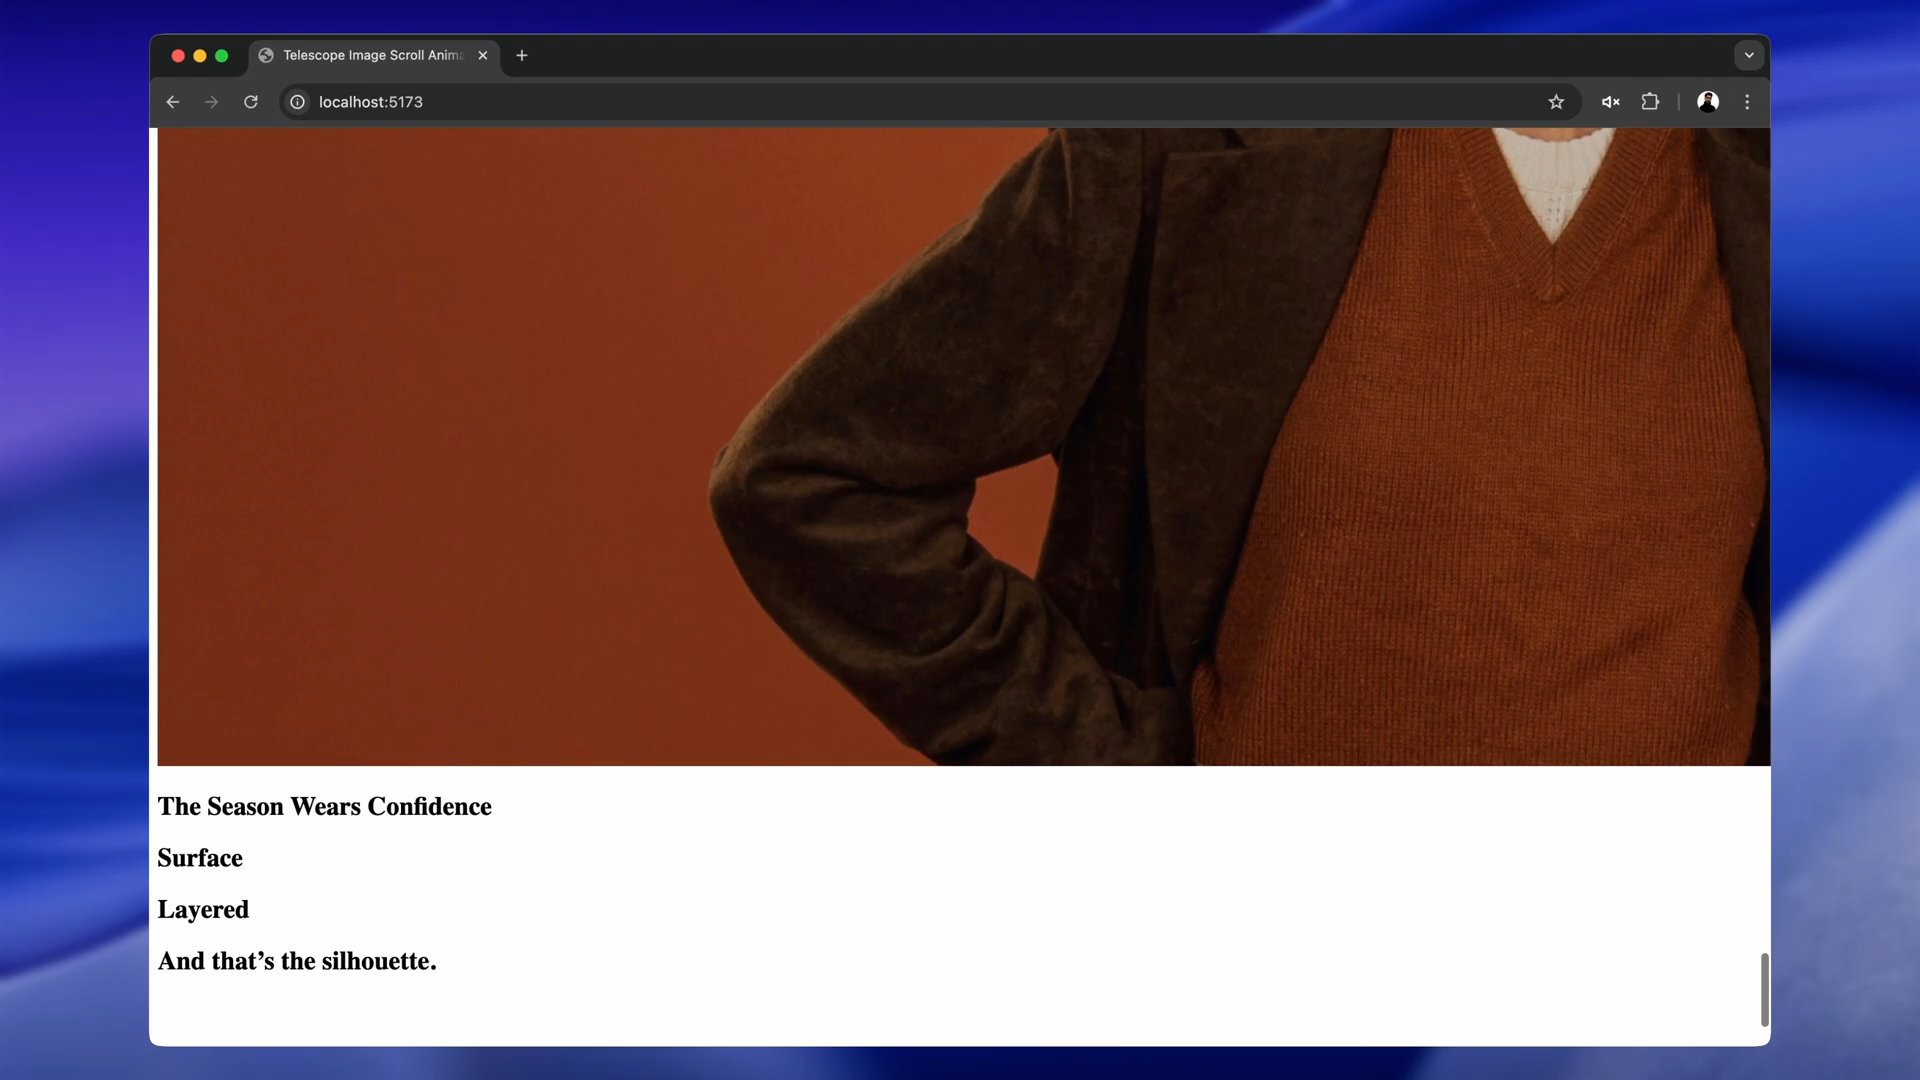 Telescope Image Scroll Anima
localhost:5173
The Season Wears Confidence
Surface
Layered
And that’s the silhouette.